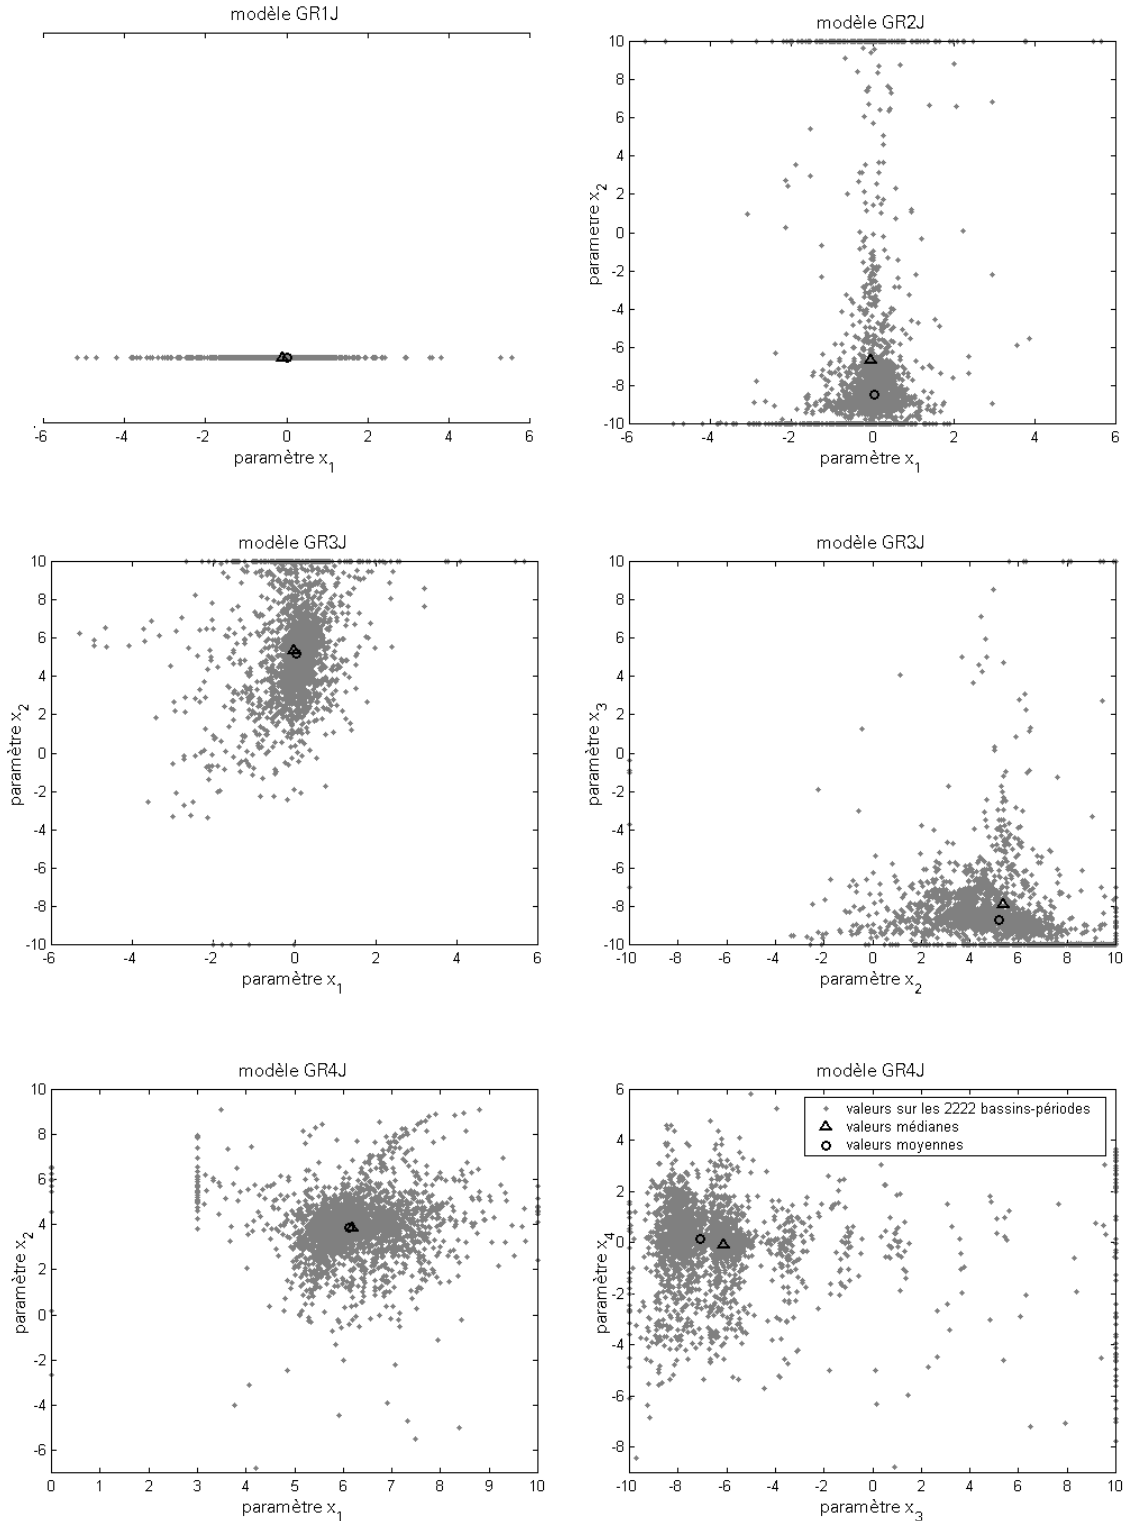 modèle GR1J
-6 -4 -2 0 2 4 6
paramètre x1
modèle GR2J
10
8
6
4
2
0
-2
-4
-6
-8
-10
paramètre x2
-6 -4 -2 0 2 4 6
paramètre x1
modèle GR3J
10
8
6
4
2
0
-2
-4
-6
-8
-10
paramètre x2
-6 -4 -2 0 2 4 6
paramètre x1
modèle GR3J
10
8
6
4
2
0
-2
-4
-6
-8
-10
paramètre x3
-10 -8 -6 -4 -2 0 2 4 6 8 10
paramètre x2
modèle GR4J
10
8
6
4
2
0
-2
-4
-6
paramètre x2
0 1 2 3 4 5 6 7 8 9 10
paramètre x1
modèle GR4J
valeurs sur les 2222 bassins-périodes
valeurs médianes
valeurs moyennes
6
4
2
0
-2
-4
-6
-8
paramètre x4
-10 -8 -6 -4 -2 0 2 4 6 8 10
paramètre x3